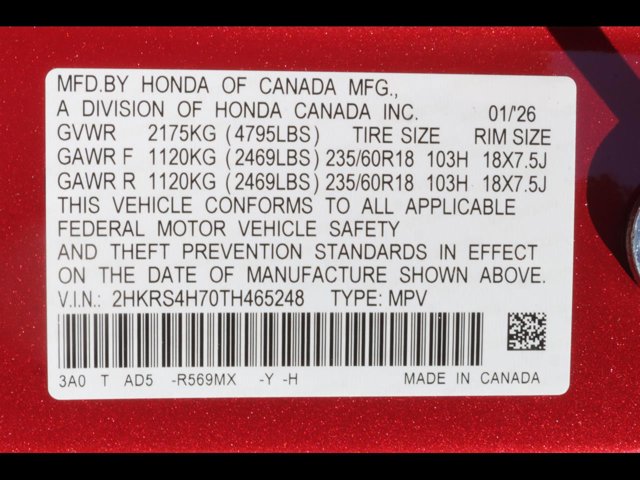 MFD.BY HONDA OF CANADA MFG.,
A DIVISION OF HONDA CANADA INC. 01/'26
GVWR 2175KG (4795LBS) TIRE SIZE RIM SIZE
GAWR F 1120KG (2469LBS) 235/60R18 103H 18X7.5J
GAWR R 1120KG (2469LBS) 235/60R18 103H 18X7.5J
THIS VEHICLE CONFORMS TO ALL APPLICABLE
FEDERAL MOTOR VEHICLE SAFETY
AND THEFT PREVENTION STANDARDS IN EFFECT
ON THE DATE OF MANUFACTURE SHOWN ABOVE.
V.I.N.: 2HKRS4H70TH465248 TYPE: MPV
3A0 T AD5 -R569MX -Y -H MADE IN CANADA